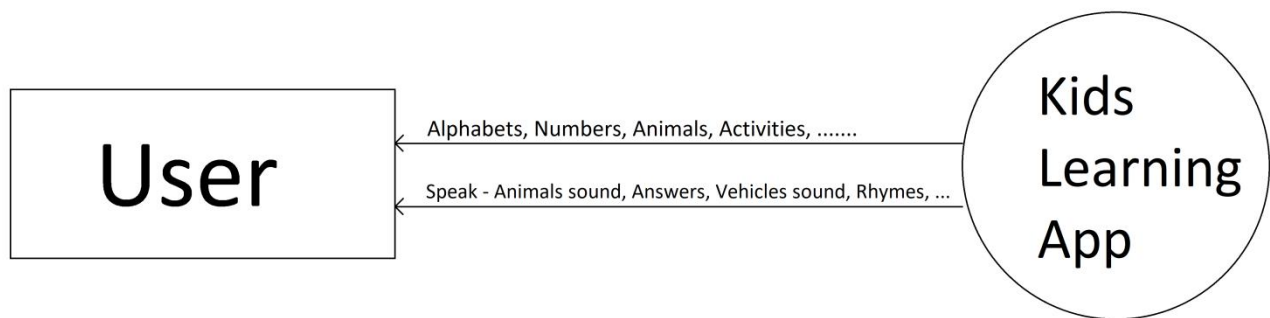 User
Alphabets, Numbers, Animals, Activities, .......
Speak - Animals sound, Answers, Vehicles sound, Rhymes, ...
Kids
Learning
App